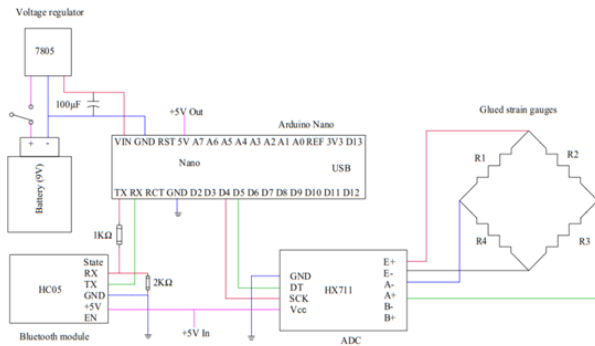 Voltage regulator
7805
100μF
+5V Out
Arduino Nano
Glued strain gauges
+ -
Battery (9V)
VIN GND RST 5V A7 A6 A5 A4 A3 A2 A1 A0 REF 3V3 D13
Nano
USB
TX RX RCT GND D2 D3 D4 D5 D6 D7 D8 D9 D10 D11 D12
R1
R2
R4
R3
1KΩ
2KΩ
HC05
State
RX
TX
GND
+5V
EN
Bluetooth module
+5V In
GND
DT
SCK
Vcc
HX711
E+
E-
A-
A+
B-
B+
ADC